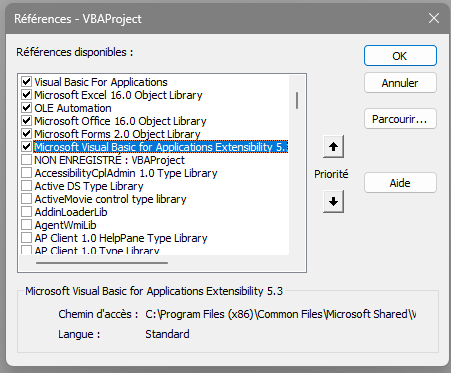 Références - VBAProject
Références disponibles :
OK
Annuler
Parcourir...
Aide
Visual Basic For Applications
Microsoft Excel 16.0 Object Library
OLE Automation
Microsoft Office 16.0 Object Library
Microsoft Forms 2.0 Object Library
Microsoft Visual Basic for Applications Extensibility 5.
NON ENREGISTRÉ : VBAProject
AccessibilityCplAdmin 1.0 Type Library
Active DS Type Library
ActiveMovie control type library
AddinLoaderLib
AgentWmiLib
AP Client 1.0 HelpPane Type Library
AP Client 1.0 Type Library
Priorité
Microsoft Visual Basic for Applications Extensibility 5.3
Chemin d'accès : C:\Program Files (x86)\Common Files\Microsoft Shared\
Langue : Standard